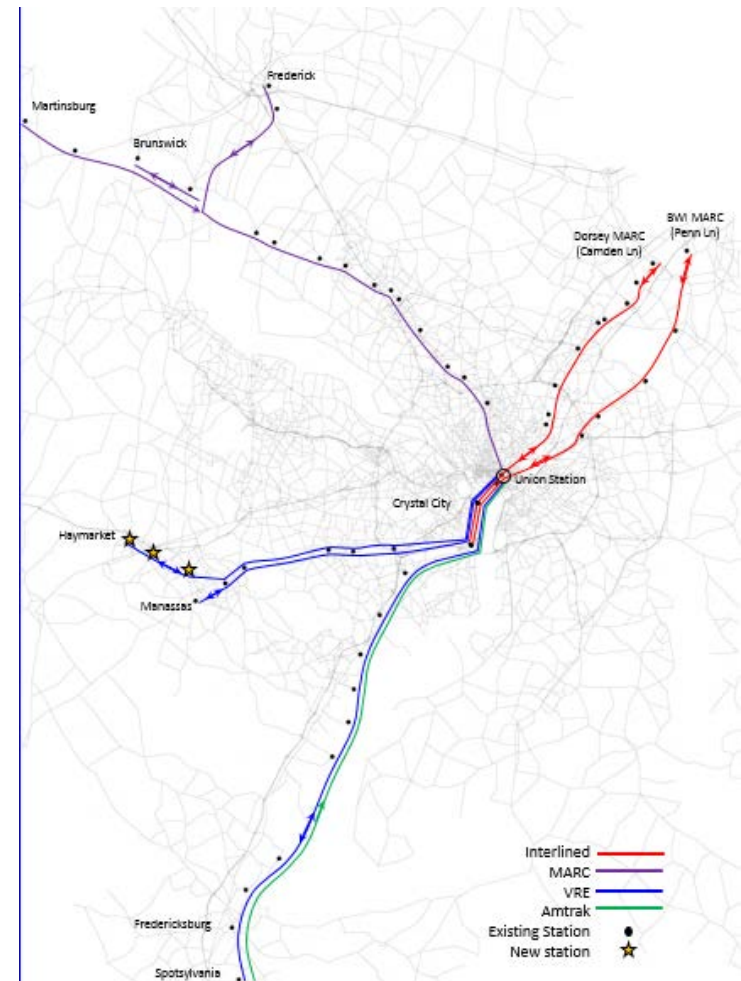 Frederick
Martinsburg
Brunswick
BWI MARC
(Penn Ln)
Dorsey MARC
(Camden Ln)
Union Station
Crystal City
Haymarket
Manassas
Interlined
MARC
VRE
Amtrak
Existing Station
New station
Fredericksburg
Spotsylvania